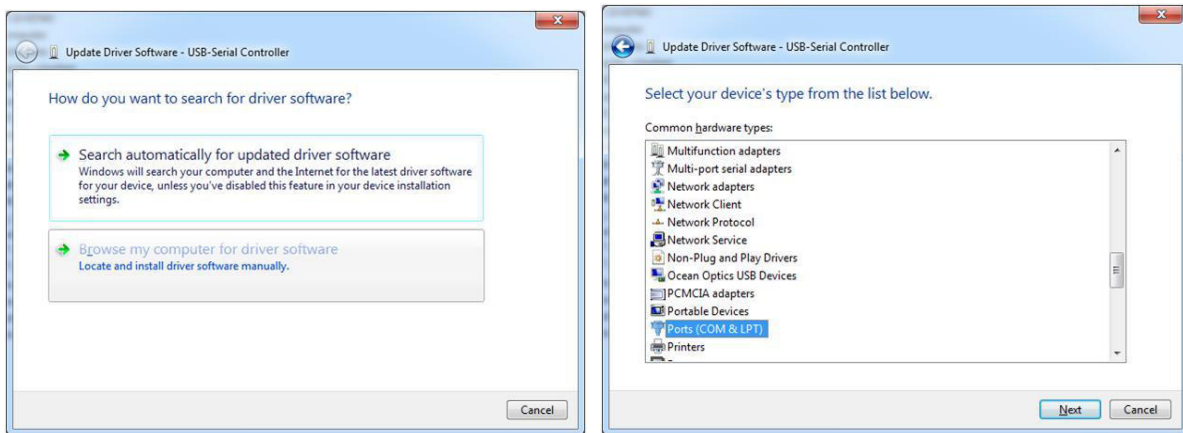 Update Driver Software - USB-Serial Controller
How do you want to search for driver software?
Search automatically for updated driver software
Windows will search your computer and the Internet for the latest driver software
for your device, unless you've disabled this feature in your device installation
settings.
Browse my computer for driver software
Locate and install driver software manually.
Cancel
Update Driver Software - USB-Serial Controller
Select your device's type from the list below.
Common hardware types:
Multifunction adapters
Multi-port serial adapters
Network adapters
Network Client
Network Protocol
Network Service
Non-Plug and Play Drivers
Ocean Optics USB Devices
PCMCIA adapters
Portable Devices
Ports (COM & LPT)
Printers
Next
Cancel